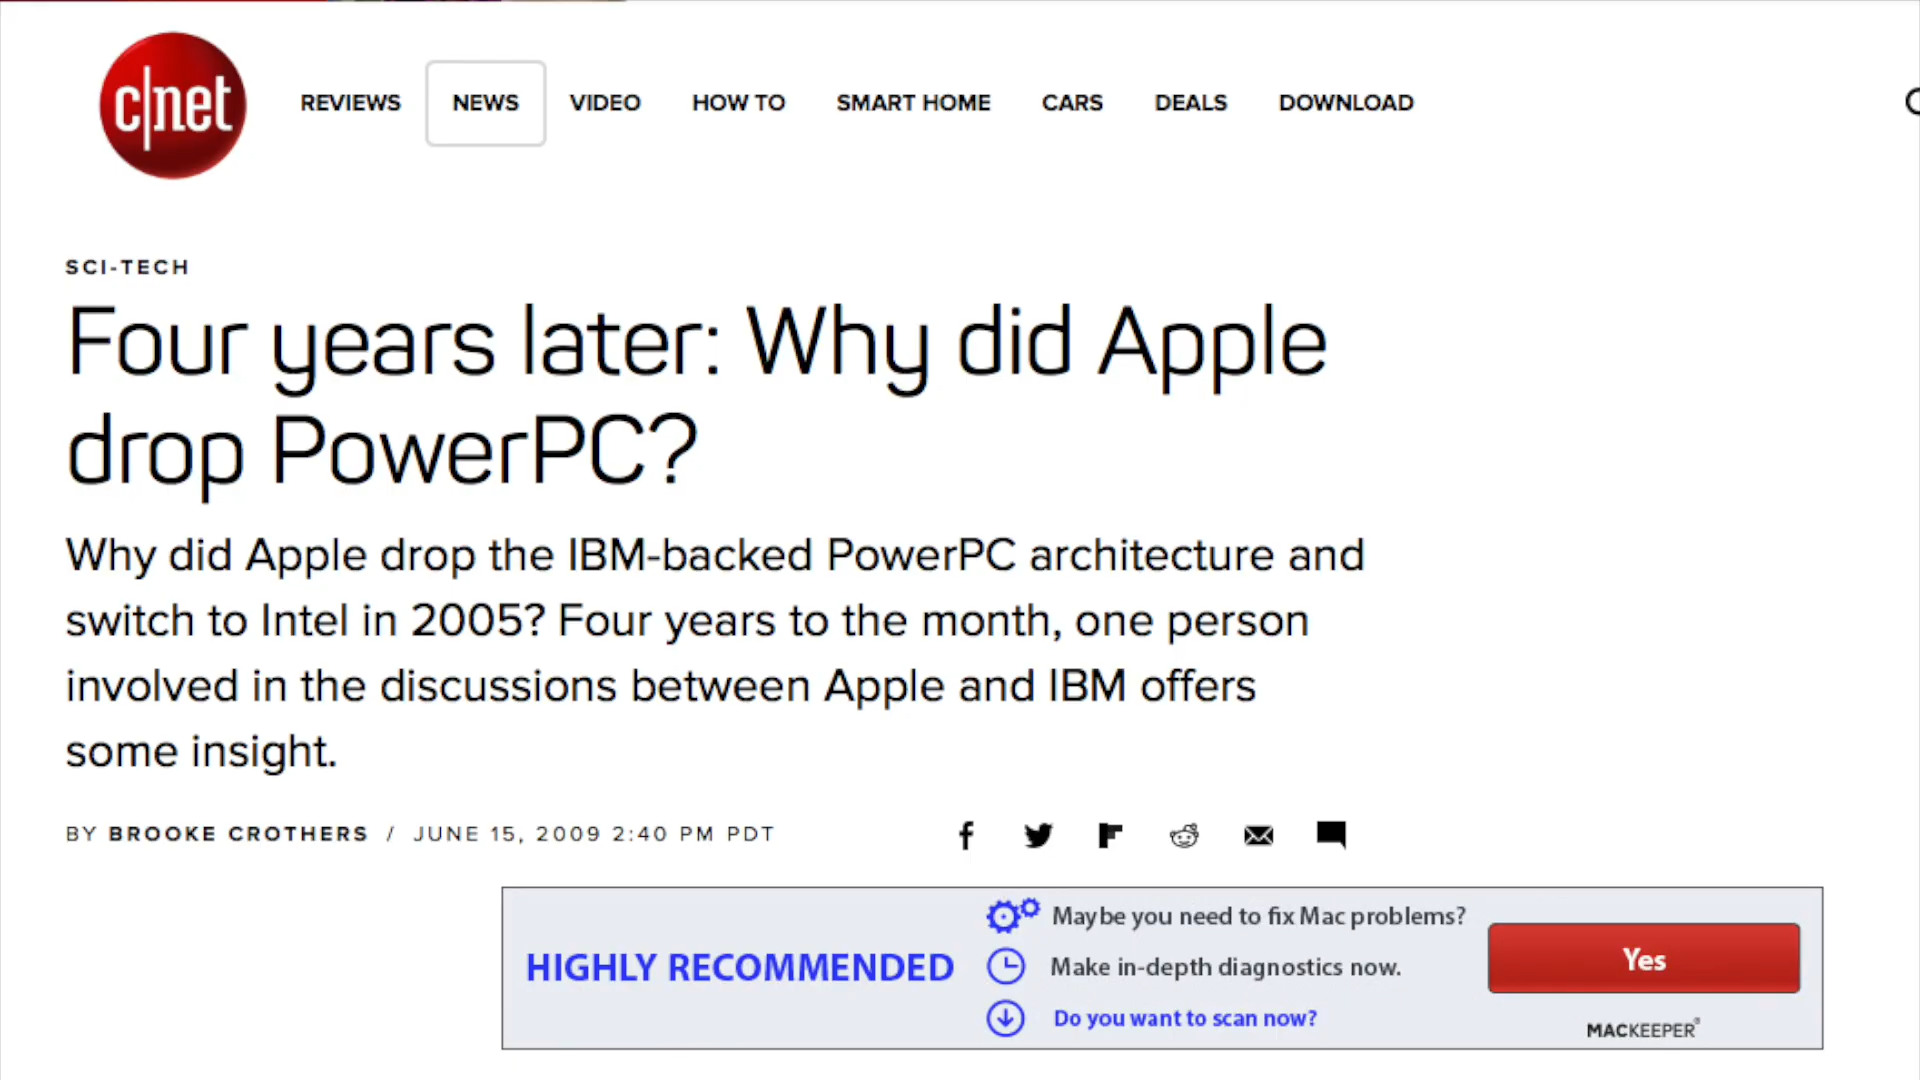 c|net
REVIEWS NEWS VIDEO HOW TO SMART HOME CARS DEALS DOWNLOAD
SCI-TECH
Four years later: Why did Apple
drop PowerPC?
Why did Apple drop the IBM-backed PowerPC architecture and
switch to Intel in 2005? Four years to the month, one person
involved in the discussions between Apple and IBM offers
some insight.
BY BROOKE CROTHERS / JUNE 15, 2009 2:40 PM PDT
HIGHLY RECOMMENDED
Maybe you need to fix Mac problems?
Make in-depth diagnostics now.
Do you want to scan now?
Yes
MACKEEPER®